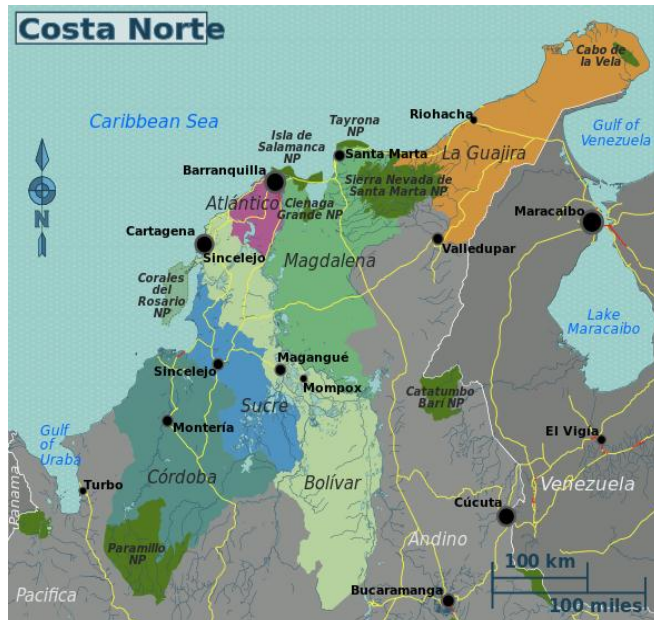 Costa Norte
Cabo de
la Vela
Caribbean Sea
Riohacha
Tayrona
NP
Isla de
Salamanca
NP
Gulf of
Venezuela
Santa Marta
La Guajira
Barranquilla
Sierra Nevada de
Santa Marta NP
Atlántico
Cienaga
Grande NP
Maracaibo
Cartagena
Valledupar
Sincelejo
Magdalena
Corales
del
Rosario
NP
Lake
Maracaibo
Magangué
Sincelejo
Mompox
Catatumbo
Barí NP
Sucre
Montería
El Vigía
Gulf
of
Urabá
Córdoba
Bolívar
Turbo
Venezuela
Panama
Cúcuta
Paramillo
NP
Andino
100 km
Pacifica
Bucaramanga
100 miles
N